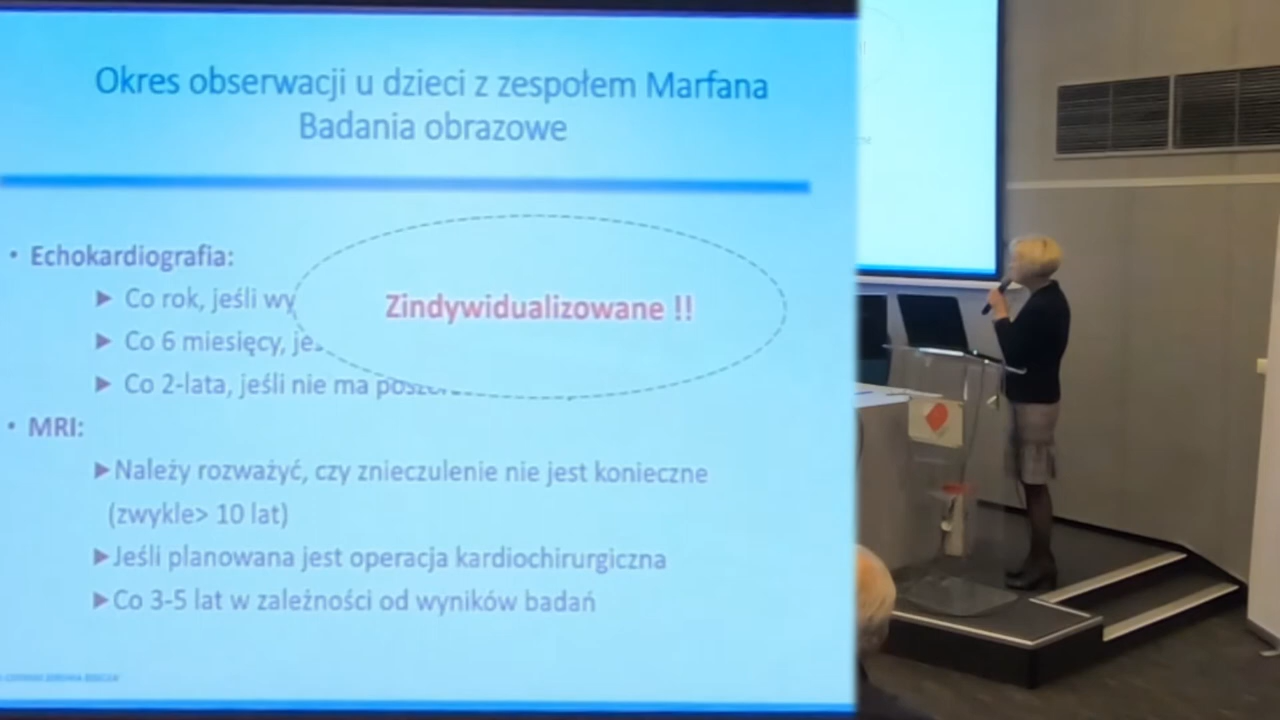 Okres obserwacji u dzieci z zespołem Marfana
Badania obrazowe
• Echokardiografia:
Co rok, jeśli wy
Zindywidualizowane !!
Co 6 miesięcy, je
Co 2-lata, jeśli nie ma
• MRI:
Należy rozważyć, czy znieczulenie nie jest konieczne
(zwykle> 10 lat)
Jeśli planowana jest operacja kardiochirurgiczna
Co 3-5 lat w zależności od wyników badań